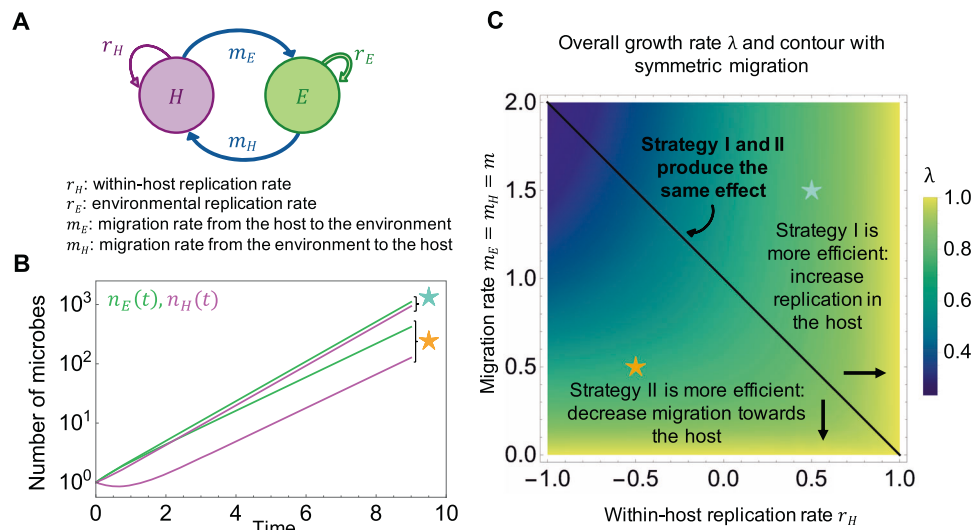 A
r_H
m_E
r_E
H
E
m_H
r_H: within-host replication rate
r_E: environmental replication rate
m_E: migration rate from the host to the environment
m_H: migration rate from the environment to the host
B
n_E(t), n_H(t)
Number of microbes
10^3
10^2
10^1
10^0
0 2 4 6 8 10
Time
C
Overall growth rate λ and contour with
symmetric migration
Migration rate m_E = m_H = m
2.0
1.5
1.0
0.5
0.0
Strategy I and II
produce the
same effect
Strategy I is
more efficient:
increase
replication in
the host
Strategy II is more efficient:
decrease migration towards
the host
−1.0 −0.5 0.0 0.5 1.0
Within-host replication rate r_H
λ
1.0
0.8
0.6
0.4